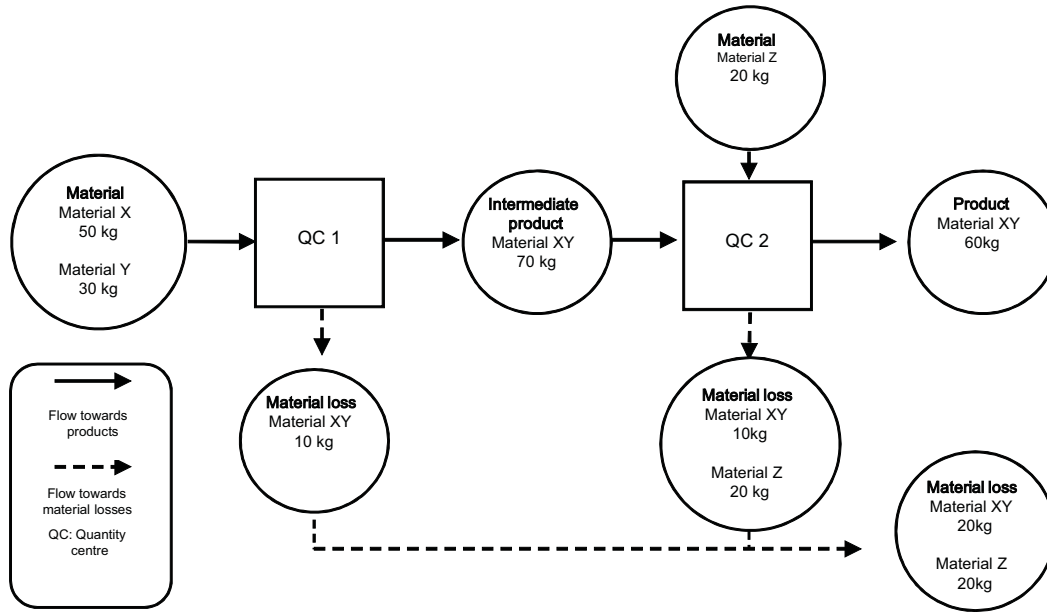 Material
Material Z
20 kg
Material
Material X
50 kg
Material Y
30 kg
QC 1
Intermediate
product
Material XY
70 kg
QC 2
Product
Material XY
60kg
Flow towards
products
Flow towards
material losses
QC: Quantity
centre
Material loss
Material XY
10 kg
Material loss
Material XY
10kg
Material Z
20 kg
Material loss
Material XY
20kg
Material Z
20kg